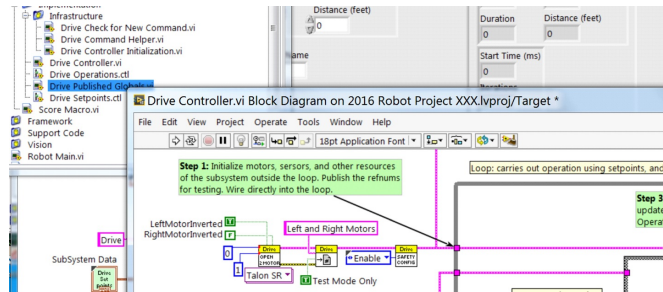 Infrastructure
Drive Check for New Command.vi
Drive Command Helper.vi
Drive Controller Initialization.vi
Drive Controller.vi
Drive Operations.ctl
Drive Published
Drive Setpoints.ctl
Score Macro.vi
Framework
Support Code
Vision
Robot Main.vi
Distance (feet)
0
ame
Duration
Distance (feet)
0
0
Start Time (ms)
0
Drive Controller.vi Block Diagram on 2016 Robot Project XXX.lvproj/Target *
File Edit View Project Operate Tools Window Help
18pt Application Font
Step 1: Initialize motors, sersors, and other resources
of the subsystem outside the loop. Publish the refnums
for testing. Wire directly into the loop.
Loop: carries out operation using setpoints, and
Step 3
update
Opera
LeftMotorInverted
RightMotorInverted
F
Left and Right Motors
0
1
Drive
OPEN
2 MOTOR
Drive
Enable
Drive
SAFETY
CONFIG
Talon SR
Test Mode Only
Drive
SubSystem Data
Drive
Set
points